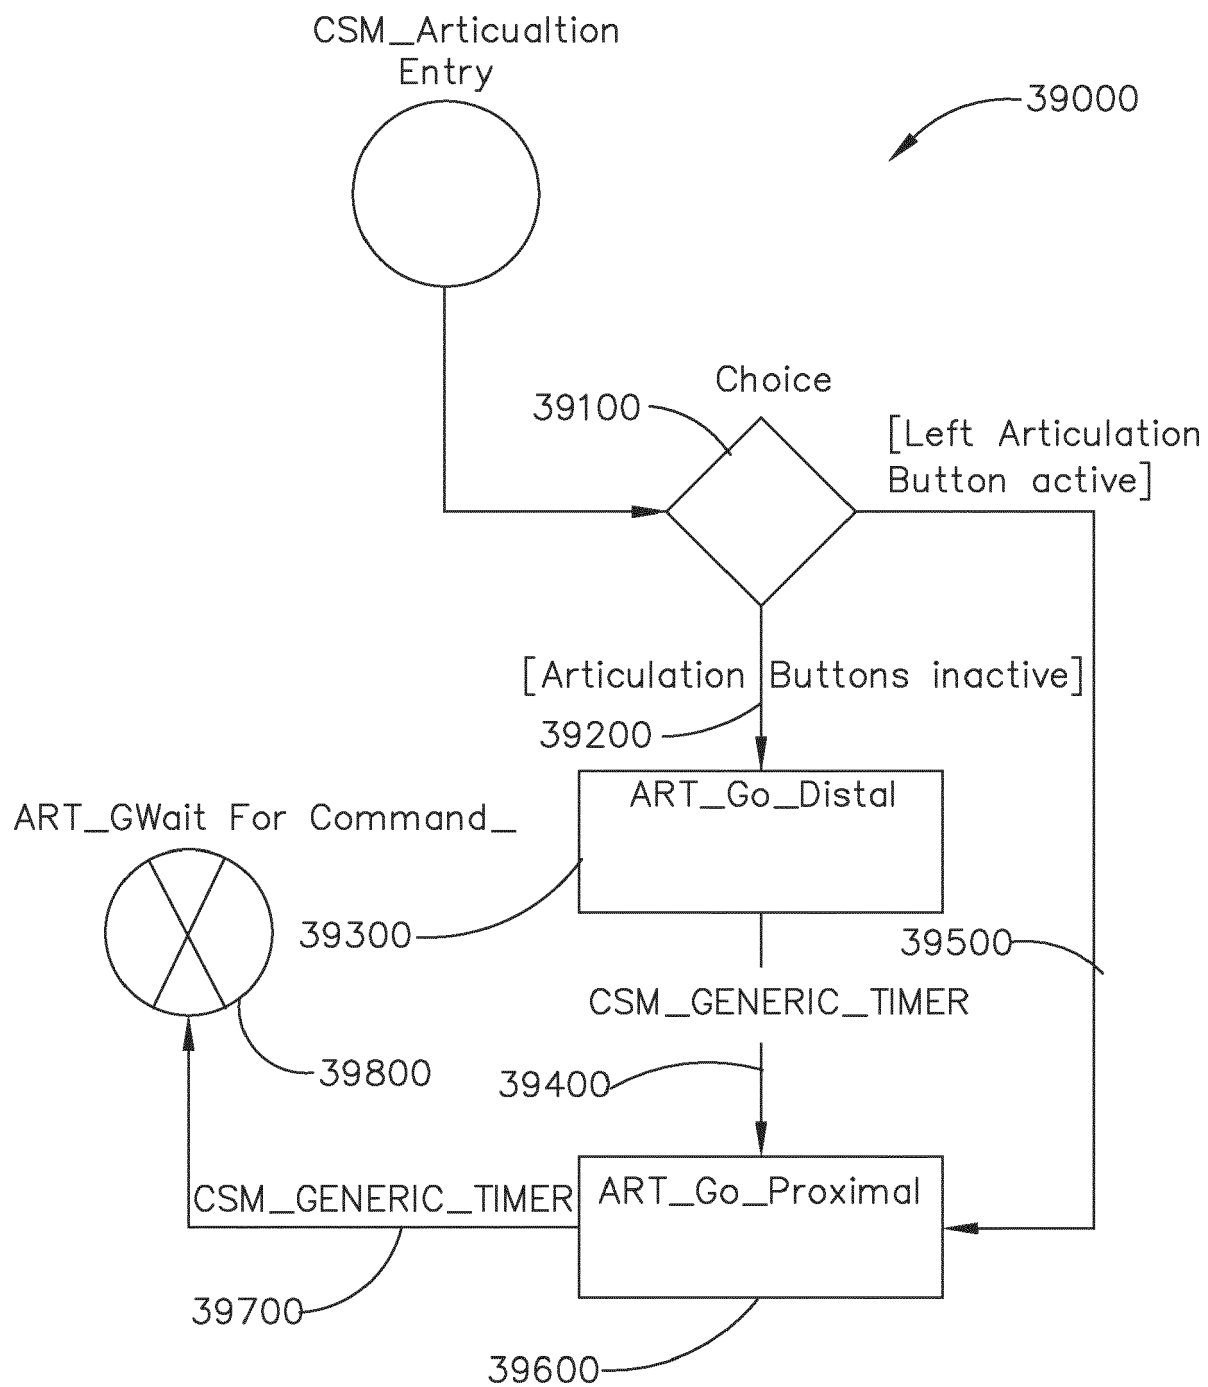 CSM_Articualtion
Entry
39000
Choice
39100
[Left Articulation
Button active]
[Articulation Buttons inactive]
39200
ART_Go_Distal
ART_GWait For Command_
39300
39500
CSM_GENERIC_TIMER
39800
39400
CSM_GENERIC_TIMER
ART_Go_Proximal
39700
39600